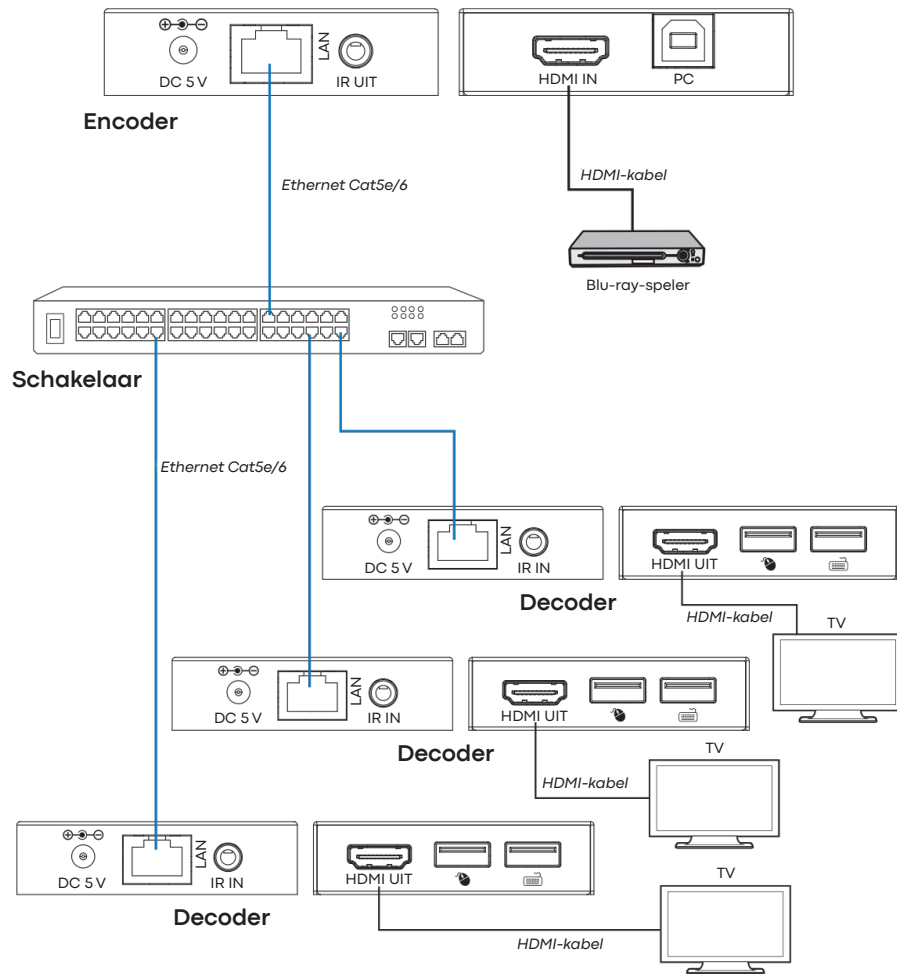 DC 5 V
LAN
IR UIT
HDMI IN
PC
Encoder
Ethernet Cat5e/6
HDMI-kabel
Blu-ray-speler
Schakelaar
Ethernet Cat5e/6
DC 5 V
LAN
IR IN
HDMI UIT
Decoder
HDMI-kabel
TV
DC 5 V
LAN
IR IN
HDMI UIT
Decoder
HDMI-kabel
TV
DC 5 V
LAN
IR IN
HDMI UIT
Decoder
HDMI-kabel
TV